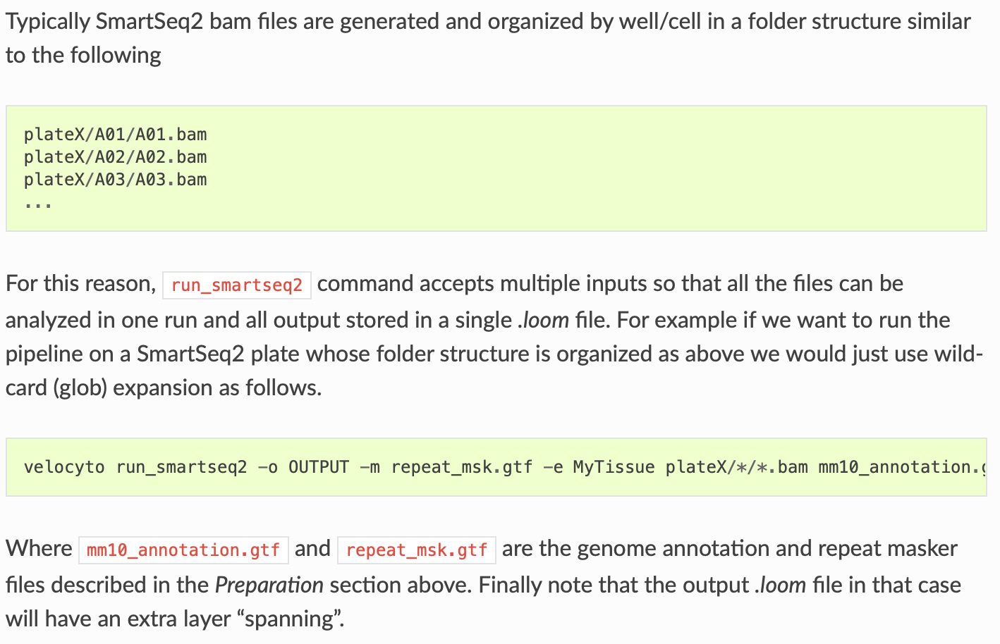 Typically SmartSeq2 bam files are generated and organized by well/cell in a folder structure similar
to the following
plateX/A01/A01.bam
plateX/A02/A02.bam
plateX/A03/A03.bam
...
For this reason, run_smartseq2 command accepts multiple inputs so that all the files can be
analyzed in one run and all output stored in a single .loom file. For example if we want to run the
pipeline on a SmartSeq2 plate whose folder structure is organized as above we would just use wild-
card (glob) expansion as follows.
velocyto run_smartseq2 -o OUTPUT -m repeat_msk.gtf -e MyTissue plateX/*/*.bam mm10_annotation.g
Where mm10_annotation.gtf and repeat_msk.gtf are the genome annotation and repeat masker
files described in the Preparation section above. Finally note that the output .loom file in that case
will have an extra layer “spanning”.